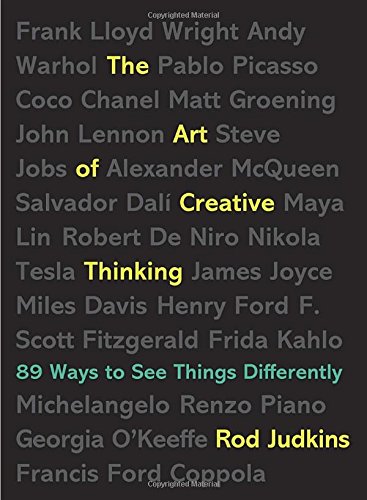 Frank Lloyd Wright Andy
Warhol The Pablo Picasso
Coco Chanel Matt Groening
John Lennon Art Steve
Jobs of Alexander McQueen
Salvador Dalí Creative Maya
Lin Robert De Niro Nikola
Tesla Thinking James Joyce
Miles Davis Henry Ford F.
Scott Fitzgerald Frida Kahlo
89 Ways to See Things Differently
Michelangelo Renzo Piano
Georgia O'Keeffe Rod Judkins
Francis Ford Coppola
Copyrighted Material
Copyrighted Material